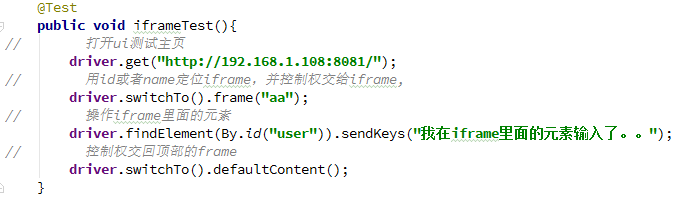 @Test
public void iframeTest(){
// 打开ui测试主页
driver.get("http://192.168.1.108:8081/");
// 用id或者name定位iframe，并控制权交给iframe，
driver.switchTo().frame("aa");
// 操作iframe里面的元素
driver.findElement(By.id("user")).sendKeys("我在iframe里面的元素输入了。。");
// 控制权交回顶部的frame
driver.switchTo().defaultContent();
}